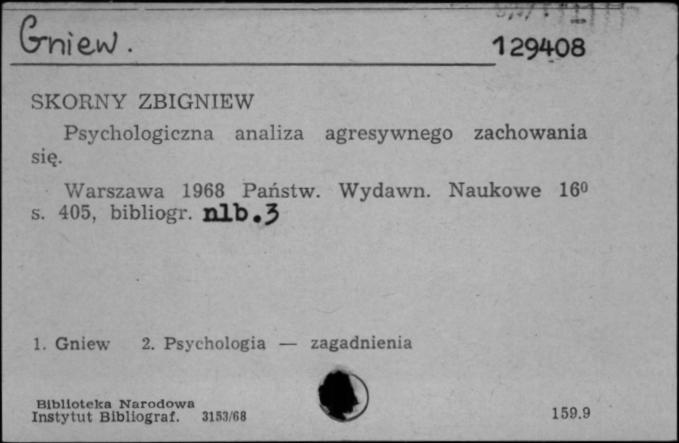 Gniew.
129408
SKORNY ZBIGNIEW
Psychologiczna analiza agresywnego zachowania
się.
Warszawa 1968 Państw. Wydawn. Naukowe 16⁰
s. 405, bibliogr. nlb.3
1. Gniew 2. Psychologia — zagadnienia
Biblioteka Narodowa
Instytut Bibliograf. 3153/68
159.9